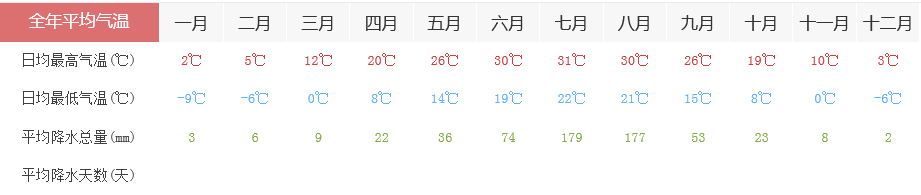 全年平均气温 一月 二月 三月 四月 五月 六月 七月 八月 九月 十月 十一月 十二月
日均最高气温(℃) 2℃ 5℃ 12℃ 20℃ 26℃ 30℃ 31℃ 30℃ 26℃ 19℃ 10℃ 3℃
日均最低气温(℃) -9℃ -6℃ 0℃ 8℃ 14℃ 19℃ 22℃ 21℃ 15℃ 8℃ 0℃ -6℃
平均降水总量(mm) 3 6 9 22 36 74 179 177 53 23 8 2
平均降水天数(天)